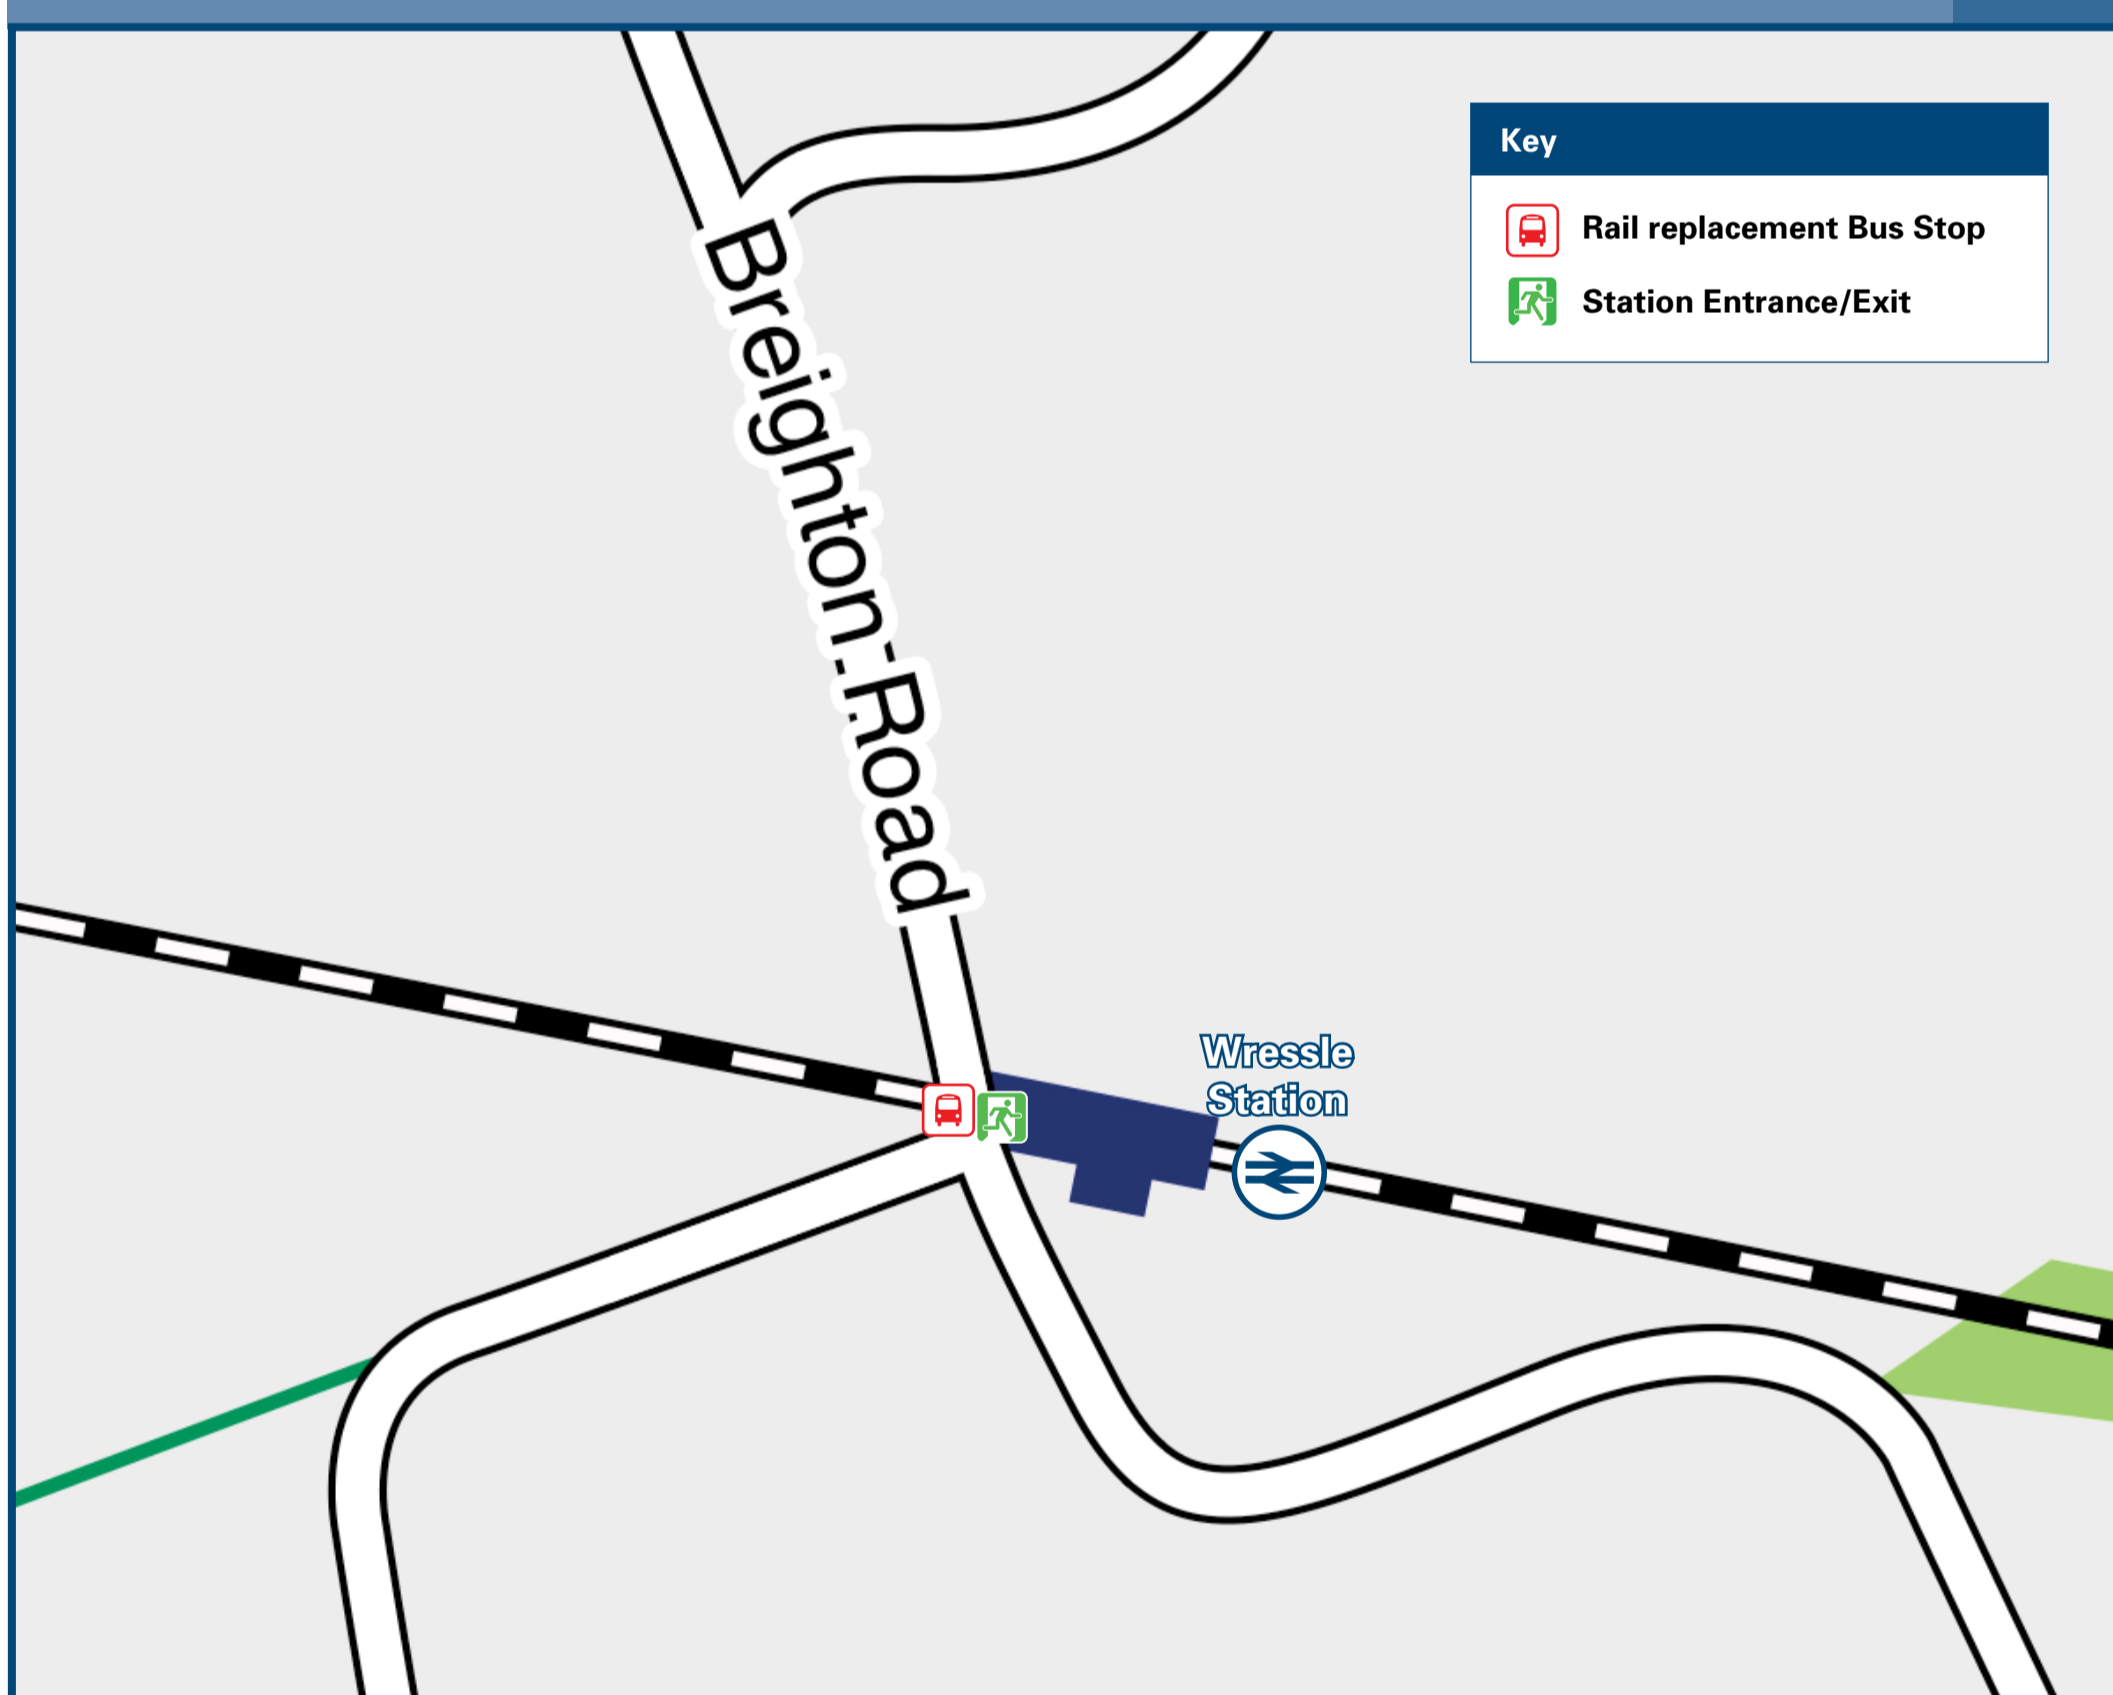 Key
Rail replacement Bus Stop
Station Entrance/Exit
Breighton Road
Wressle
Station